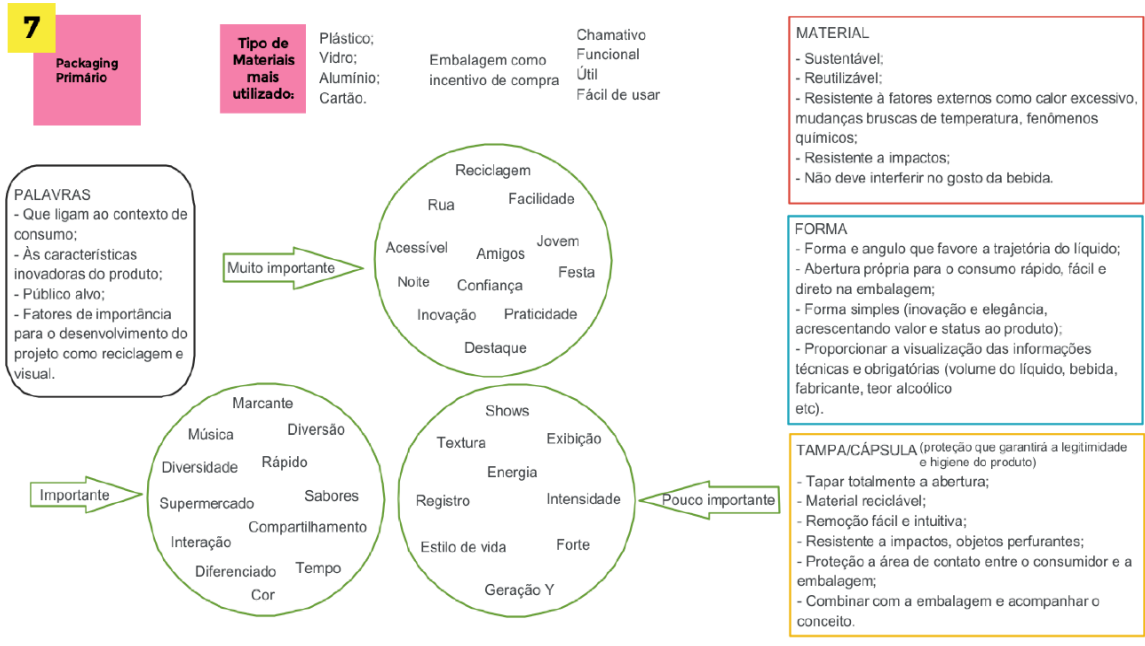 7
Packaging
Primário
Tipo de
Materiais
mais
utilizado:
Plástico;
Vidro;
Alumínio;
Cartão.
Embalagem como
incentivo de compra
Chamativo
Funcional
Útil
Fácil de usar
PALAVRAS
- Que ligam ao contexto de
consumo;
- Às características
inovadoras do produto;
- Público alvo;
- Fatores de importância
para o desenvolvimento do
projeto como reciclagem e
visual.
Muito importante
Reciclagem
Rua
Facilidade
Acessível
Amigos
Jovem
Noite
Confiança
Festa
Inovação
Praticidade
Destaque
Importante
Marcante
Música
Diversão
Diversidade
Rápido
Supermercado
Sabores
Compartilhamento
Interação
Diferenciado
Tempo
Cor
Shows
Textura
Exibição
Energia
Registro
Intensidade
Estilo de vida
Forte
Geração Y
Pouco importante
MATERIAL
- Sustentável;
- Reutilizável;
- Resistente à fatores externos como calor excessivo,
mudanças bruscas de temperatura, fenômenos
químicos;
- Resistente a impactos;
- Não deve interferir no gosto da bebida.
FORMA
- Forma e angulo que favore a trajetória do líquido;
- Abertura própria para o consumo rápido, fácil e
direto na embalagem;
- Forma simples (inovação e elegância,
acrescentando valor e status ao produto);
- Proporcionar a visualização das informações
técnicas e obrigatórias (volume do líquido, bebida,
fabricante, teor alcoólico
etc).
TAMPA/CÁPSULA (proteção que garantirá a legitimidade
e higiene do produto)
- Tapar totalmente a abertura;
- Material reciclável;
- Remoção fácil e intuitiva;
- Resistente a impactos, objetos perfurantes;
- Proteção a área de contato entre o consumidor e a
embalagem;
- Combinar com a embalagem e acompanhar o
conceito.